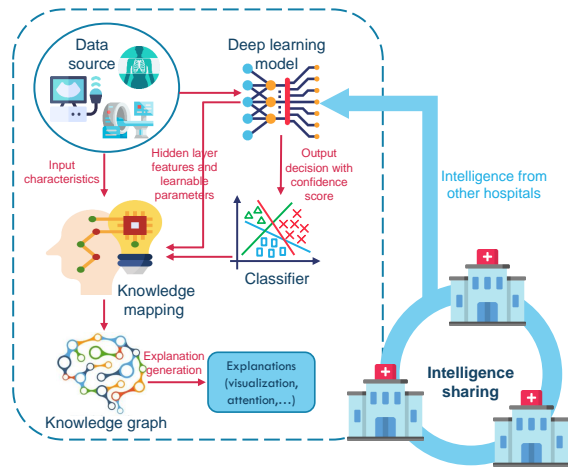 Data
source
Deep learning
model
Input
characteristics
Hidden layer
features and
learnable
parameters
Output
decision with
confidence
score
Intelligence from
other hospitals
Classifier
Knowledge
mapping
Explanation
generation
Explanations
(visualization,
attention,...)
Knowledge graph
Intelligence
sharing